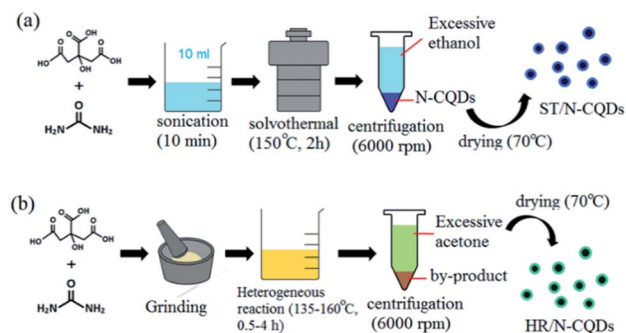 (a)
O
OH
O
O
HO
OH
OH
+
O
H₂N
NH₂
10 ml
sonication
(10 min)
solvothermal
(150°C, 2h)
Excessive
ethanol
N-CQDs
centrifugation
(6000 rpm)
drying (70°C)
ST/N-CQDs
(b)
O
OH
O
O
HO
OH
OH
+
O
H₂N
NH₂
Grinding
Heterogeneous
reaction (135-160°C,
0.5-4 h)
Excessive
acetone
by-product
centrifugation
(6000 rpm)
drying (70°C)
HR/N-CQDs